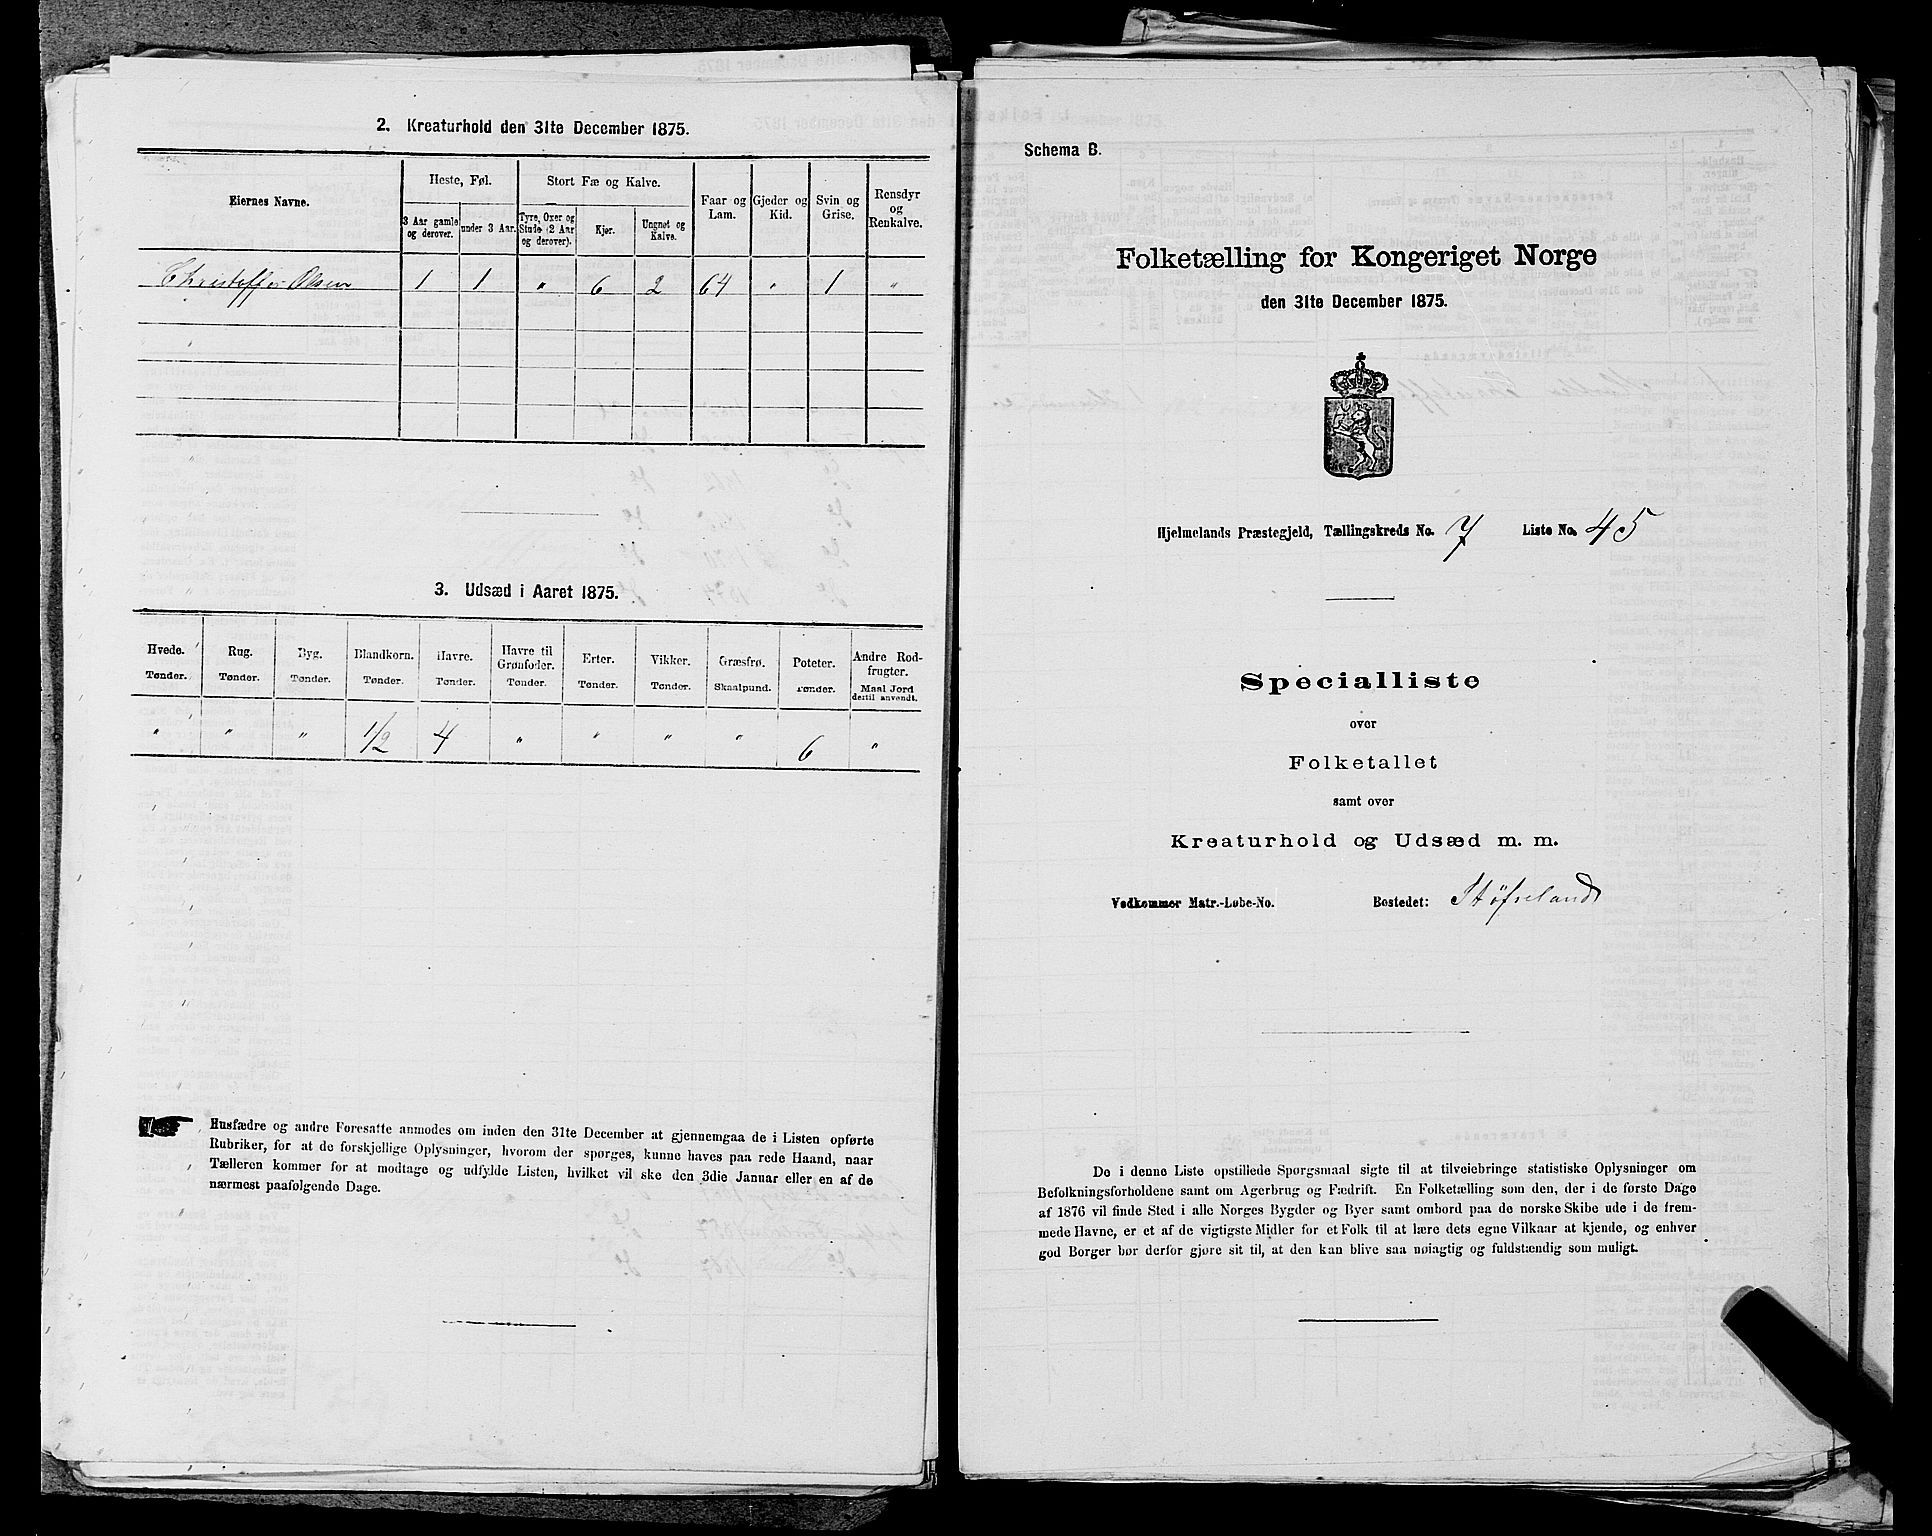 2. Kreaturhold den 31te December 1875.
Eiernes Navne.
Heste, Føl.
Stort Fæ og Kalve.
Faar og Lam.
Gjeder og Kid.
Svin og Grise.
Rensdyr og Renkalve.
3 Aar gamle og derover.
under 3 Aar.
Tyre, Oxer og Stude (2 Aar og derover).
Kjør.
Ungnøt og Kalve.
Christoffer Olsen 1 1 " 6 2 64 " 1 "
3. Udsæd i Aaret 1875.
Hvede. Rug. Byg. Blandkorn. Havre. Havre til Grønfoder. Erter. Vikker. Græsfrø. Poteter. Andre Rodfrugter.
Tønder. Tønder. Tønder. Tønder. Tønder. Tønder. Tønder. Tønder. Skaalpund. Tønder. Maal Jord dertil anvendt.
" " " 1/2 4 " " " " 6 "
Husfædre og andre Foresatte anmodes om inden den 31te December at gjennemgaa de i Listen opførte
Rubriker, for at de forskjellige Oplysninger, hvorom der spørges, kunne haves paa rede Haand, naar
Tælleren kommer for at modtage og udfylde Listen, hvilket vil ske den 3die Januar eller en af de
nærmest paafølgende Dage.
Schema B.
Folketælling for Kongeriget Norge
den 31te December 1875.
Hjelmelands Præstegjeld, Tællingskreds No. 7 Liste No. 45
Specialliste
over
Folketallet
samt over
Kreaturhold og Udsæd m. m.
Vedkommer Matr.-Løbe-No. Bostedet: Støfreland
De i denne Liste opstillede Spørgsmaal sigte til at tilveiebringe statistiske Oplysninger om
Befolkningsforholdene samt om Agerbrug og Fædrift. En Folketælling som den, der i de første Dage
af 1876 vil finde Sted i alle Norges Bygder og Byer samt ombord paa de norske Skibe ude i de frem-
mede Havne, er et af de vigtigste Midler for et Folk til at lære dets egne Vilkaar at kjende, og enhver
god Borger bør derfor gjøre sit til, at den kan blive saa nøiagtig og fuldstændig som muligt.